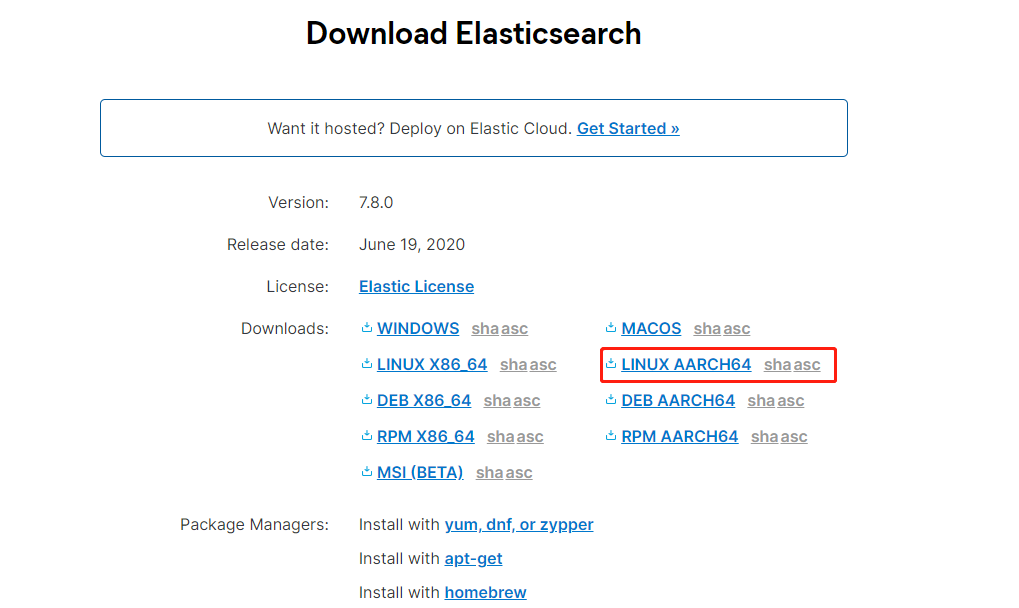 Download Elasticsearch
Want it hosted? Deploy on Elastic Cloud. Get Started »
Version: 7.8.0
Release date: June 19, 2020
License: Elastic License
Downloads: WINDOWS sha asc MACOS sha asc
LINUX X86_64 sha asc LINUX AARCH64 sha asc
DEB X86_64 sha asc DEB AARCH64 sha asc
RPM X86_64 sha asc RPM AARCH64 sha asc
MSI (BETA) sha asc
Package Managers: Install with yum, dnf, or zypper
Install with apt-get
Install with homebrew